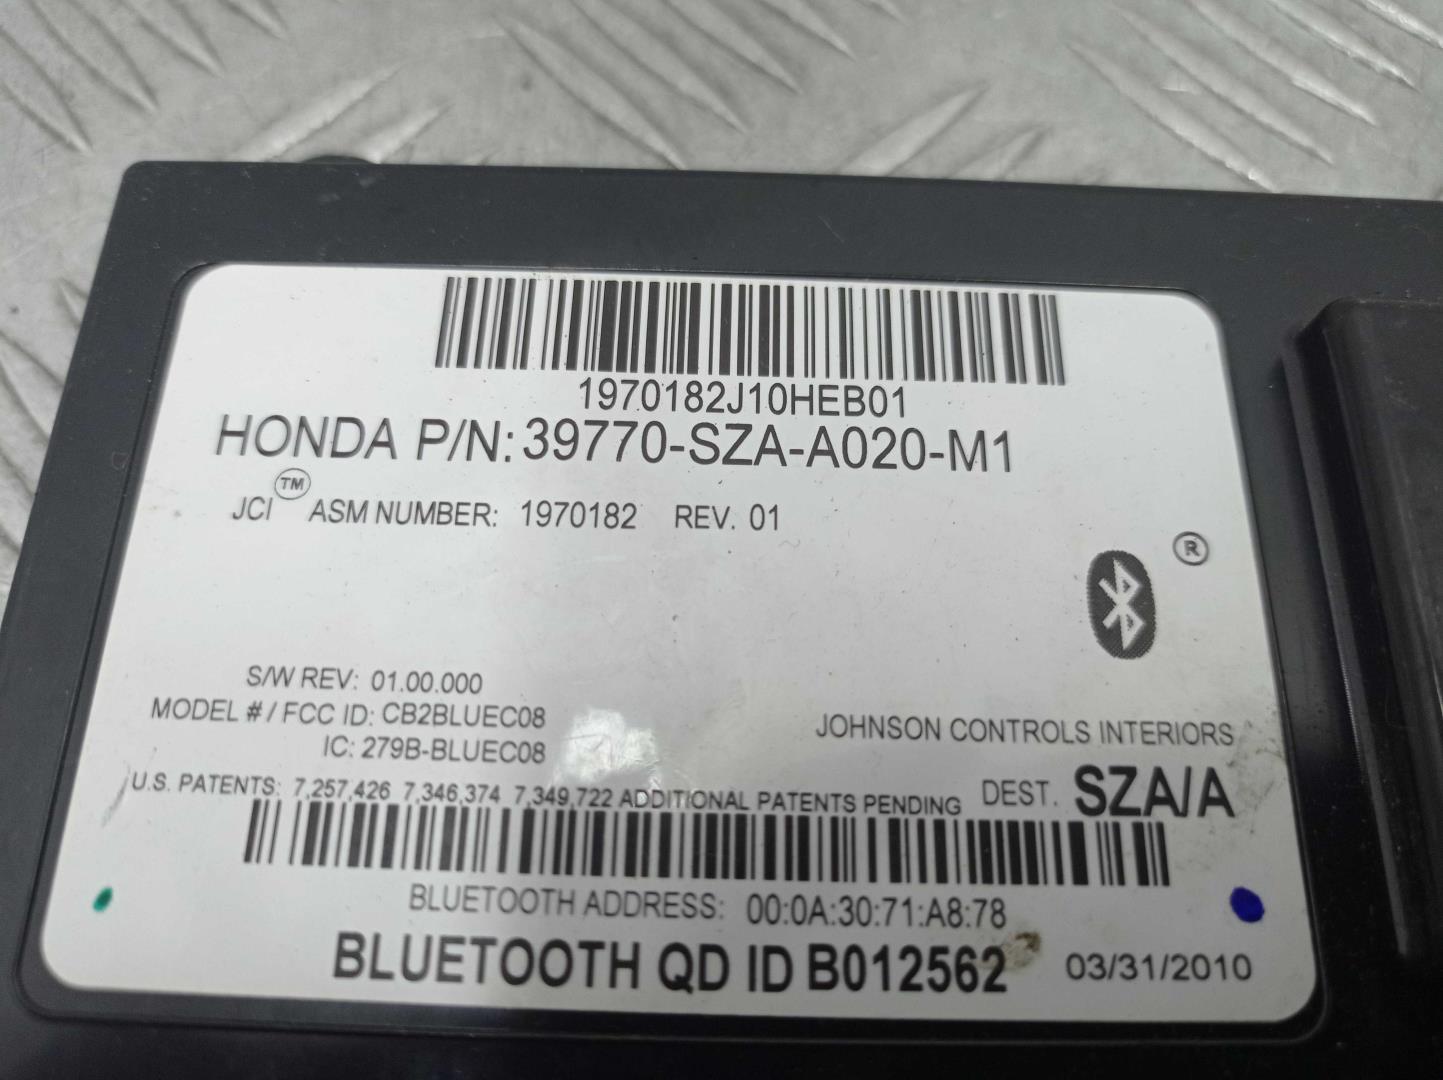 1970182J10HEB01
HONDA P/N: 39770-SZA-A020-M1
JCI™ ASM NUMBER: 1970182 REV. 01
®
S/W REV: 01.00.000
MODEL # / FCC ID: CB2BLUEC08
IC: 279B-BLUEC08
JOHNSON CONTROLS INTERIORS
U.S. PATENTS: 7,257,426 7,346,374 7,349,722 ADDITIONAL PATENTS PENDING
DEST. SZA/A
BLUETOOTH ADDRESS: 00:0A:30:71:A8:78
BLUETOOTH QD ID B012562 03/31/2010